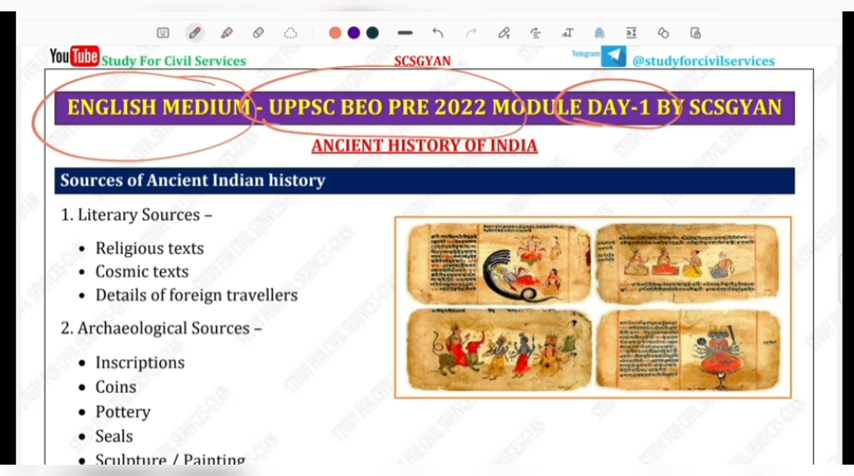 YouTube Study For Civil Services
SCSGYAN
Telegram @studyforcivilservices
ENGLISH MEDIUM - UPPSC BEO PRE 2022 MODULE DAY-1 BY SCSGYAN
ANCIENT HISTORY OF INDIA
Sources of Ancient Indian history
1. Literary Sources –
• Religious texts
• Cosmic texts
• Details of foreign travellers
2. Archaeological Sources –
• Inscriptions
• Coins
• Pottery
• Seals
• Sculpture / Painting